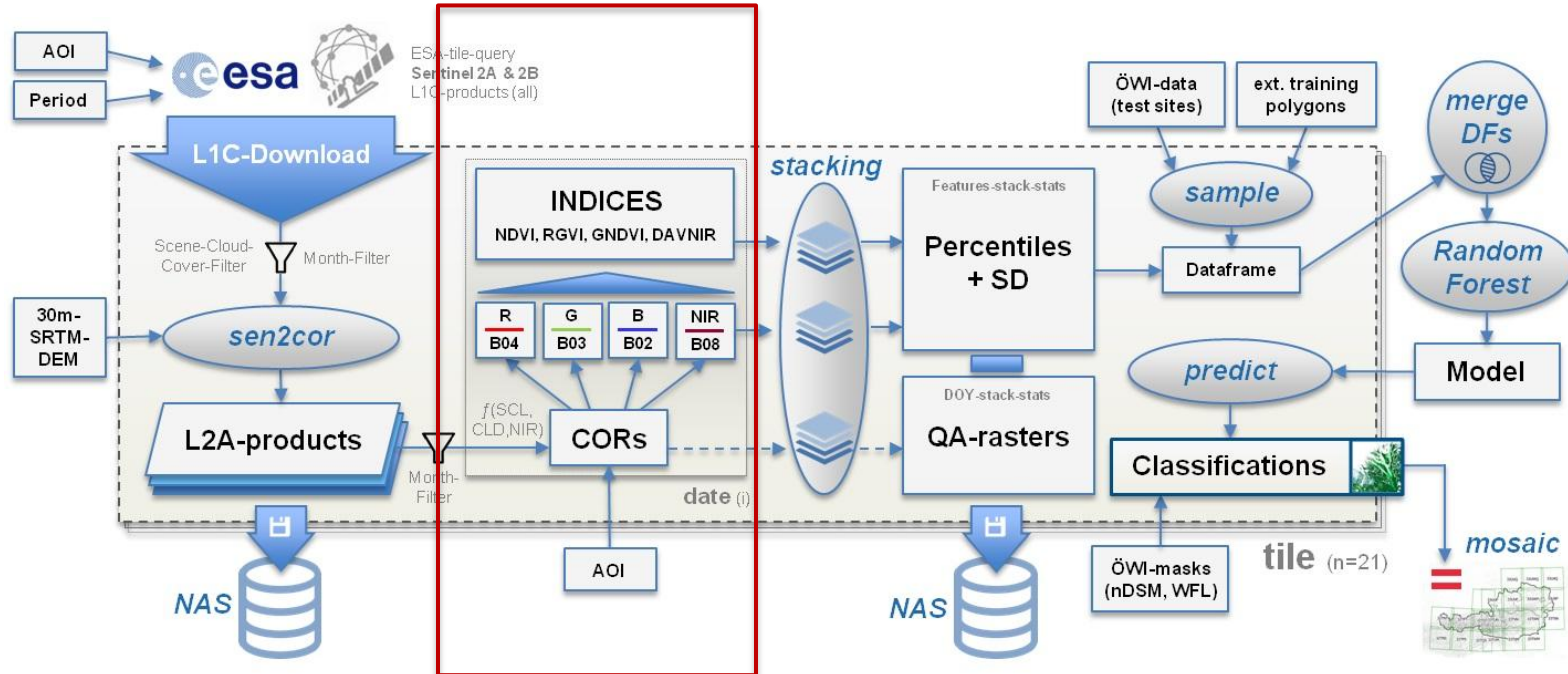 AOI
Period
esa
ESA-tile-query
Sentinel 2A & 2B
L1C-products (all)
L1C-Download
Scene-Cloud-
Cover-Filter
Month-Filter
30m-
SRTM-
DEM
sen2cor
L2A-products
Month-
Filter
NAS
INDICES
NDVI, RGVI, GNDVI, DAVNIR
R
B04
G
B03
B
B02
NIR
B08
f(SCL,
CLD,NIR)
CORs
date (i)
AOI
stacking
Features-stack-stats
Percentiles
+ SD
DOY-stack-stats
QA-rasters
NAS
ÖWI-data
(test sites)
ext. training
polygons
sample
Dataframe
merge
DFs
Random
Forest
Model
predict
Classifications
ÖWI-masks
(nDSM, WFL)
tile (n=21)
mosaic